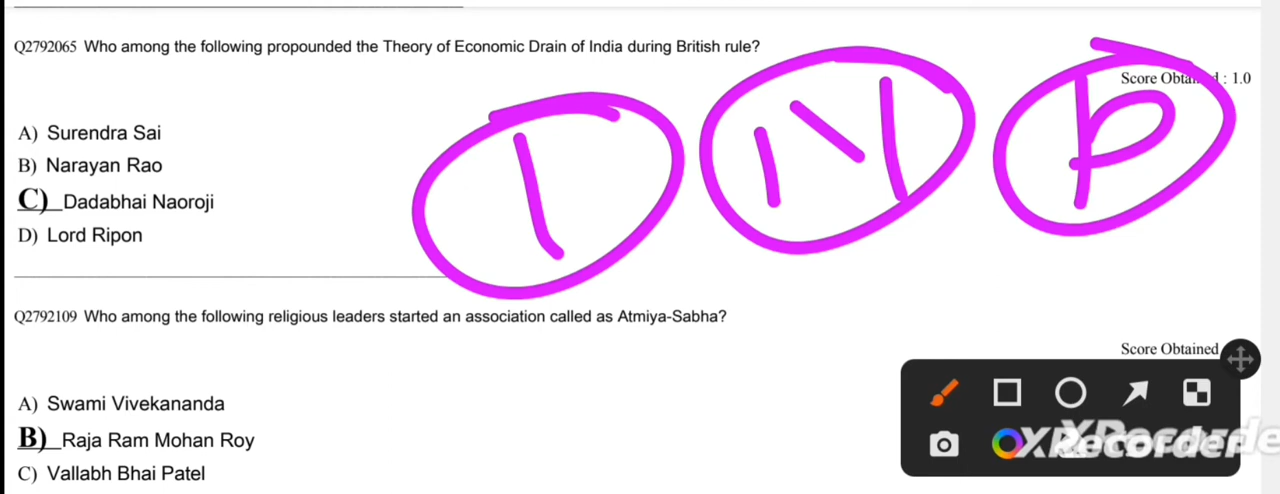 Q2792065 Who among the following propounded the Theory of Economic Drain of India during British rule?
Score : 1.0
A) Surendra Sai
B) Narayan Rao
C) Dadabhai Naoroji
D) Lord Ripon
Q2792109 Who among the following religious leaders started an association called as Atmiya-Sabha?
Score Obtained
A) Swami Vivekananda
B) Raja Ram Mohan Roy
C) Vallabh Bhai Patel